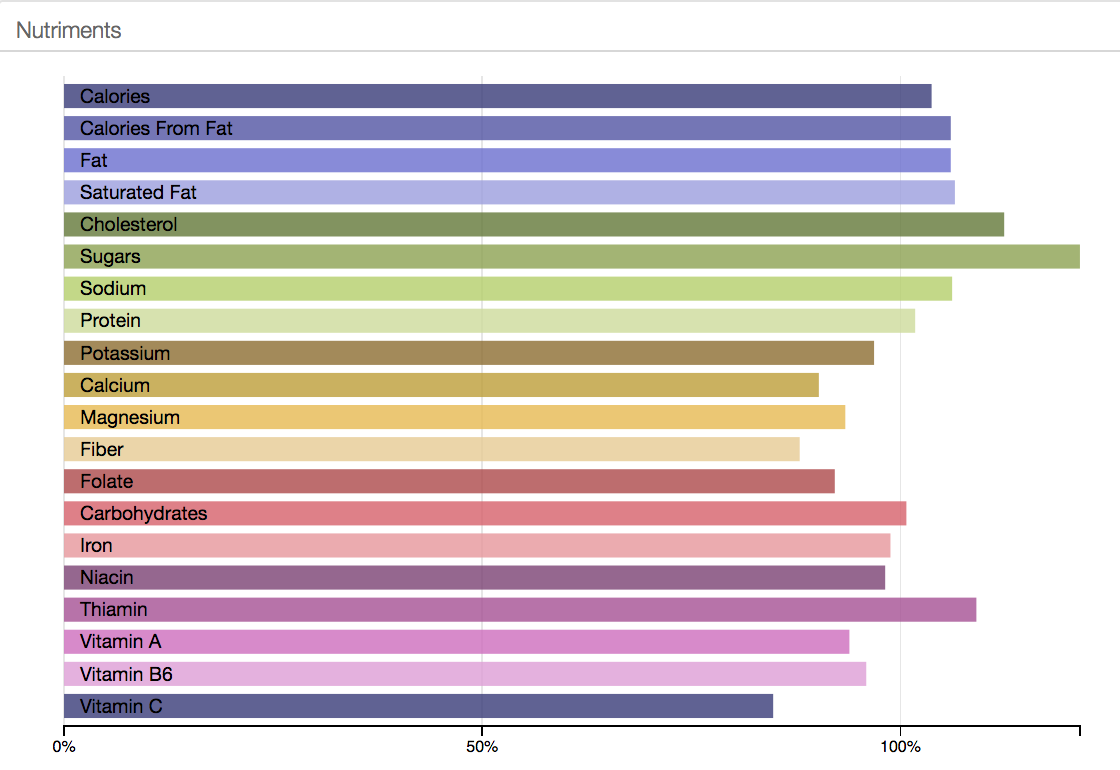 Nutriments
Calories
Calories From Fat
Fat
Saturated Fat
Cholesterol
Sugars
Sodium
Protein
Potassium
Calcium
Magnesium
Fiber
Folate
Carbohydrates
Iron
Niacin
Thiamin
Vitamin A
Vitamin B6
Vitamin C
0% 50% 100%